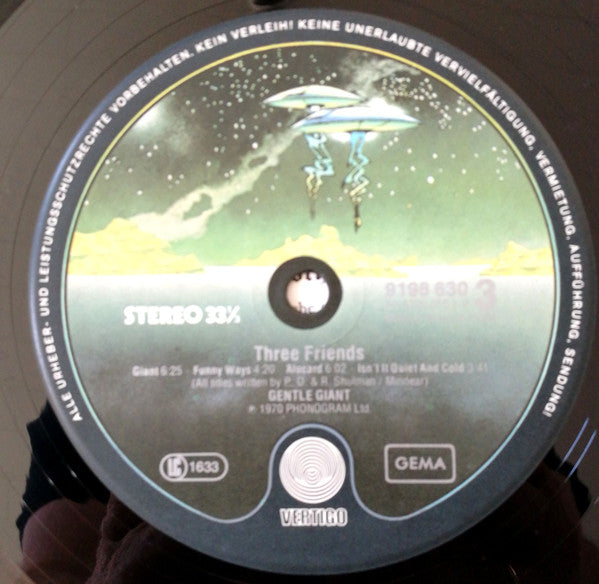 ALLE URHEBER- UND LEISTUNGSSCHUTZRECHTE VORBEHALTEN. KEIN VERLEIH! KEINE UNERLAUBTE VERVIELFÄLTIGUNG, VERMIETUNG, AUFFÜHRUNG, SENDUNG!
9198 630 3
STEREO 33⅓
Three Friends
Giant 6:25 · Funny Ways 4:20 · Alucard 6:02 · Isn't It Quiet And Cold 3:41
(All titles written by P., D. & R. Shulman / Minnear)
GENTLE GIANT
℗ 1970 PHONOGRAM Ltd.
LC 1633
GEMA
VERTIGO